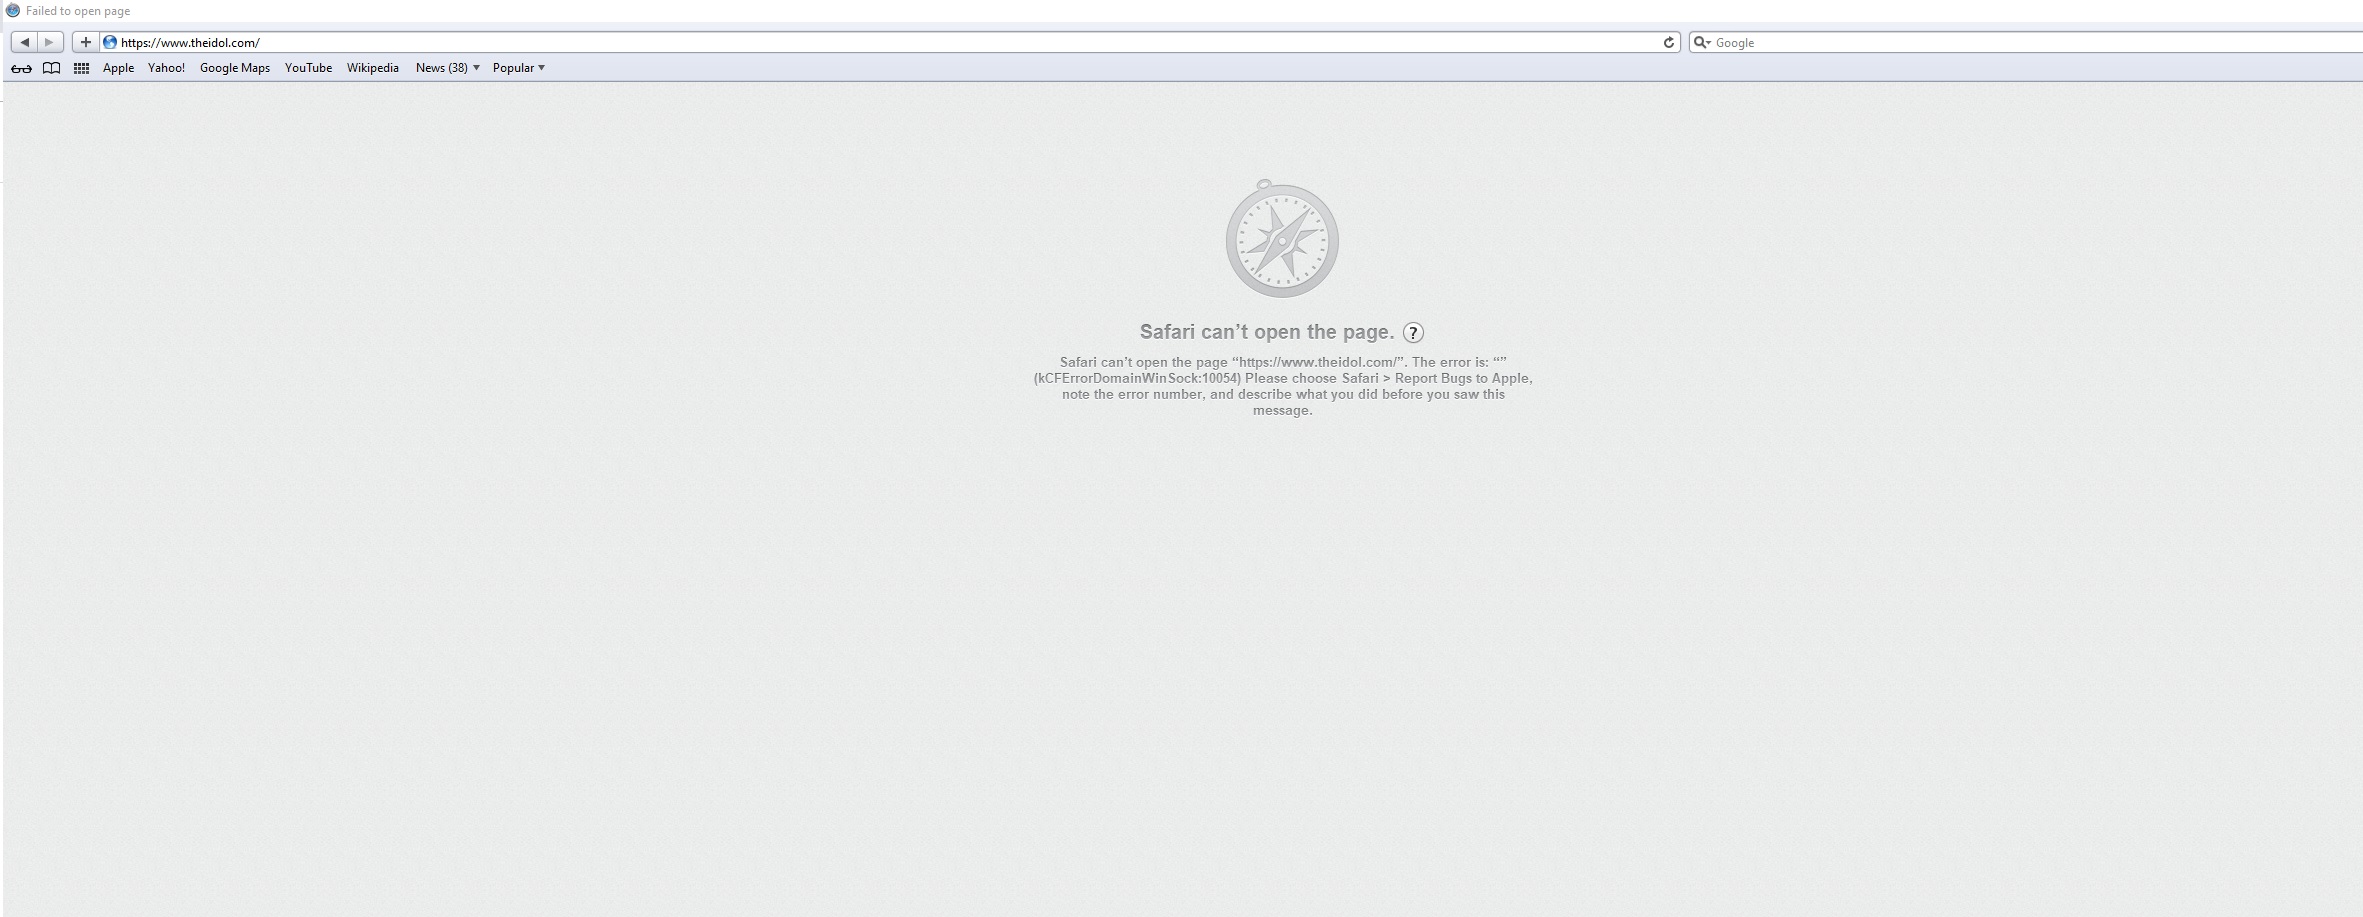 Failed to open page
https://www.theidol.com/
Google
Apple Yahoo! Google Maps YouTube Wikipedia News (38) Popular
Safari can’t open the page. ?
Safari can’t open the page “https://www.theidol.com/”. The error is: “”
(kCFErrorDomainWinSock:10054) Please choose Safari > Report Bugs to Apple,
note the error number, and describe what you did before you saw this
message.